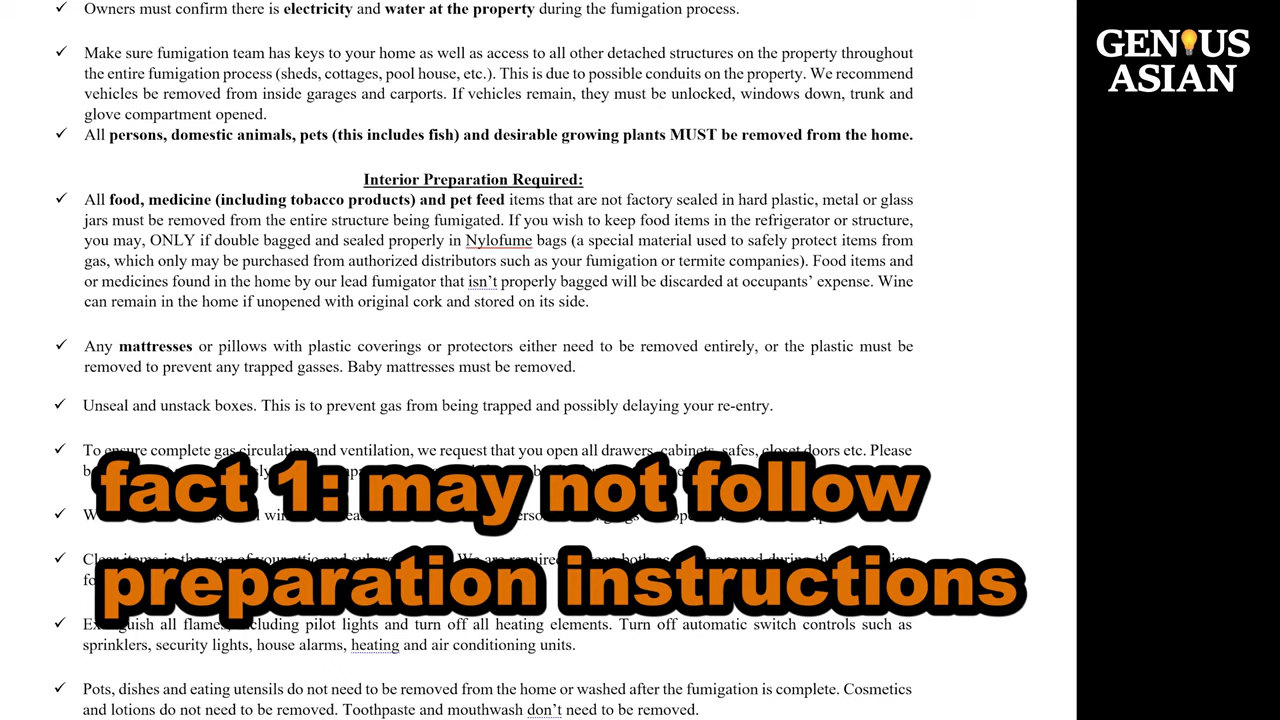 Owners must confirm there is electricity and water at the property during the fumigation process.
Make sure fumigation team has keys to your home as well as access to all other detached structures on the property throughout
the entire fumigation process (sheds, cottages, pool house, etc.). This is due to possible conduits on the property. We recommend
vehicles be removed from inside garages and carports. If vehicles remain, they must be unlocked, windows down, trunk and
glove compartment opened.
All persons, domestic animals, pets (this includes fish) and desirable growing plants MUST be removed from the home.
Interior Preparation Required:
All food, medicine (including tobacco products) and pet feed items that are not factory sealed in hard plastic, metal or glass
jars must be removed from the entire structure being fumigated. If you wish to keep food items in the refrigerator or structure,
you may, ONLY if double bagged and sealed properly in Nylofume bags (a special material used to safely protect items from
gas, which only may be purchased from authorized distributors such as your fumigation or termite companies). Food items and
or medicines found in the home by our lead fumigator that isn't properly bagged will be discarded at occupants' expense. Wine
can remain in the home if unopened with original cork and stored on its side.
Any mattresses or pillows with plastic coverings or protectors either need to be removed entirely, or the plastic must be
removed to prevent any trapped gasses. Baby mattresses must be removed.
Unseal and unstack boxes. This is to prevent gas from being trapped and possibly delaying your re-entry.
To ensure complete gas circulation and ventilation, we request that you open all drawers, cabinets, safes, closet doors etc. Please
fact 1: may not follow
preparation instructions
Extinguish all flames, including pilot lights and turn off all heating elements. Turn off automatic switch controls such as
sprinklers, security lights, house alarms, heating and air conditioning units.
Pots, dishes and eating utensils do not need to be removed from the home or washed after the fumigation is complete. Cosmetics
and lotions do not need to be removed. Toothpaste and mouthwash don't need to be removed.
GENIUS
ASIAN